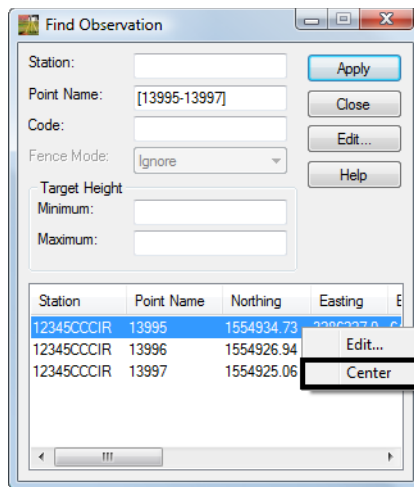 Find Observation
Station:
Apply
Point Name: [13995-13997]
Close
Code:
Edit...
Fence Mode: Ignore
Help
Target Height
Minimum:
Maximum:
Station Point Name Northing Easting
12345CCCIR 13995 1554934.73
12345CCCIR 13996 1554926.94
12345CCCIR 13997 1554925.06
Edit...
Center